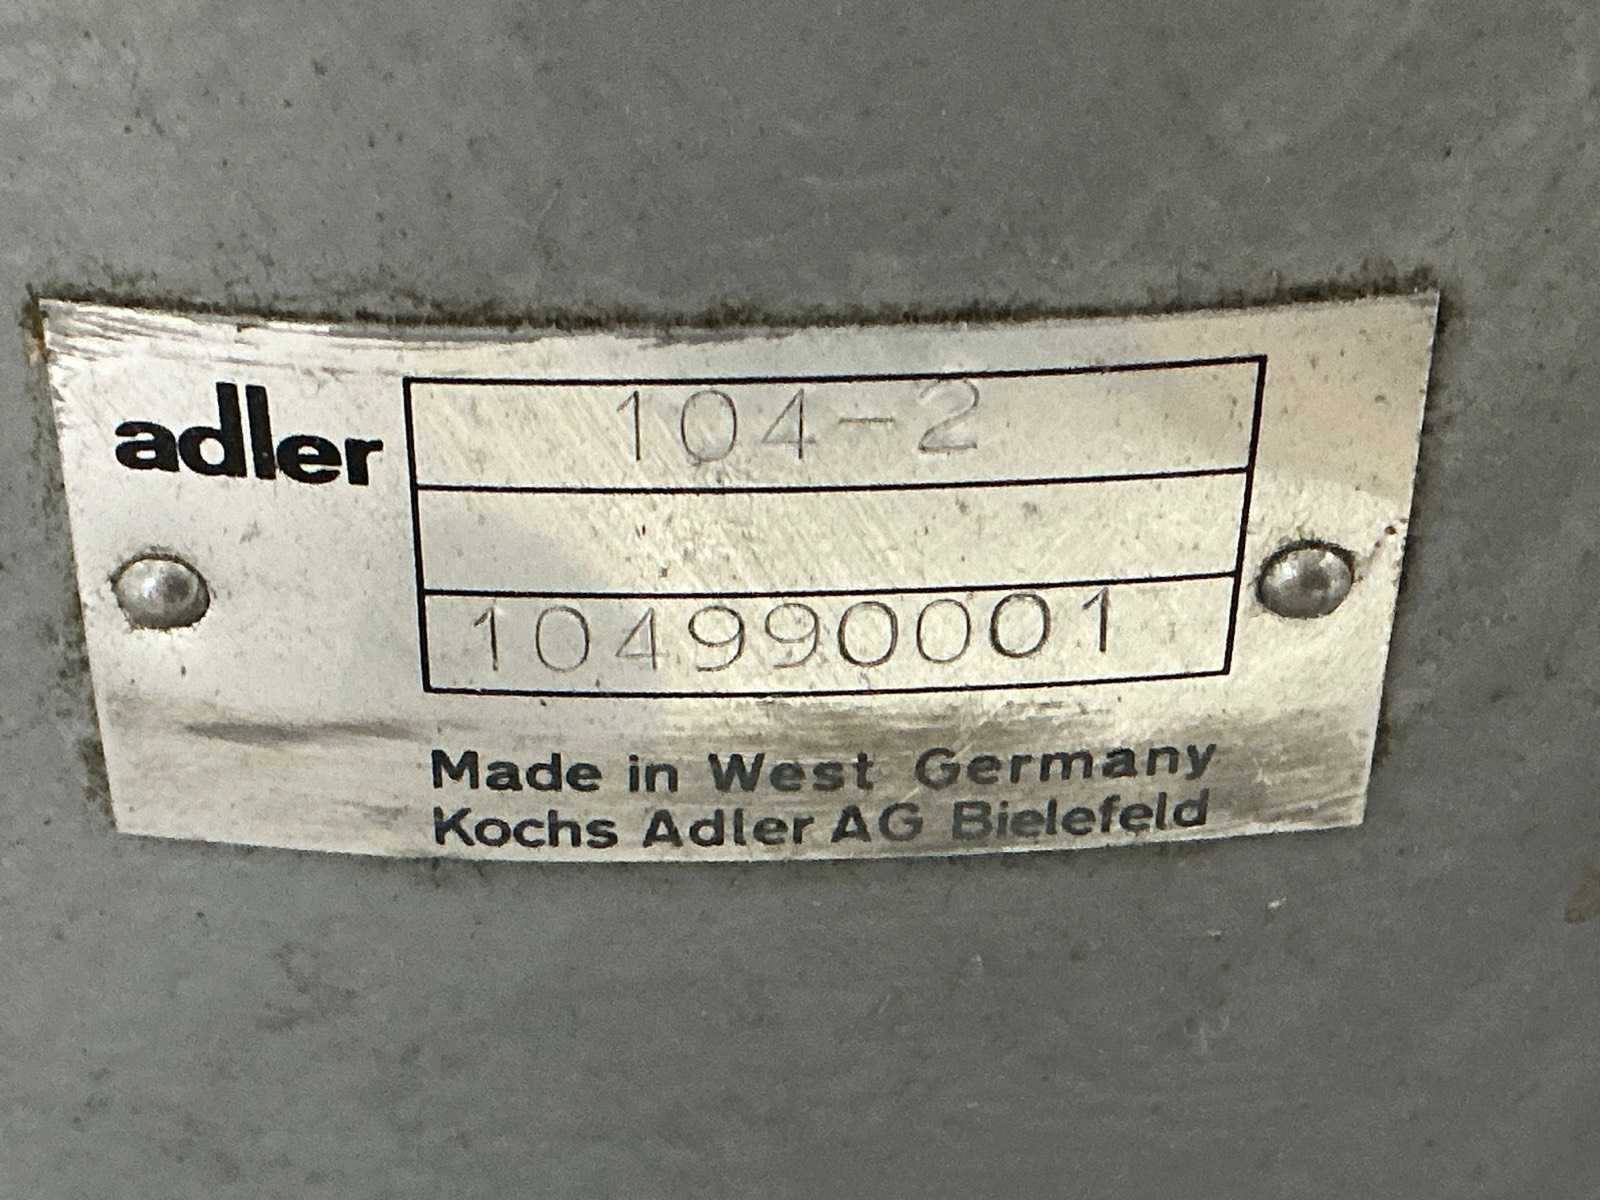 adler
104-2
104990001
Made in West Germany
Kochs Adler AG Bielefeld